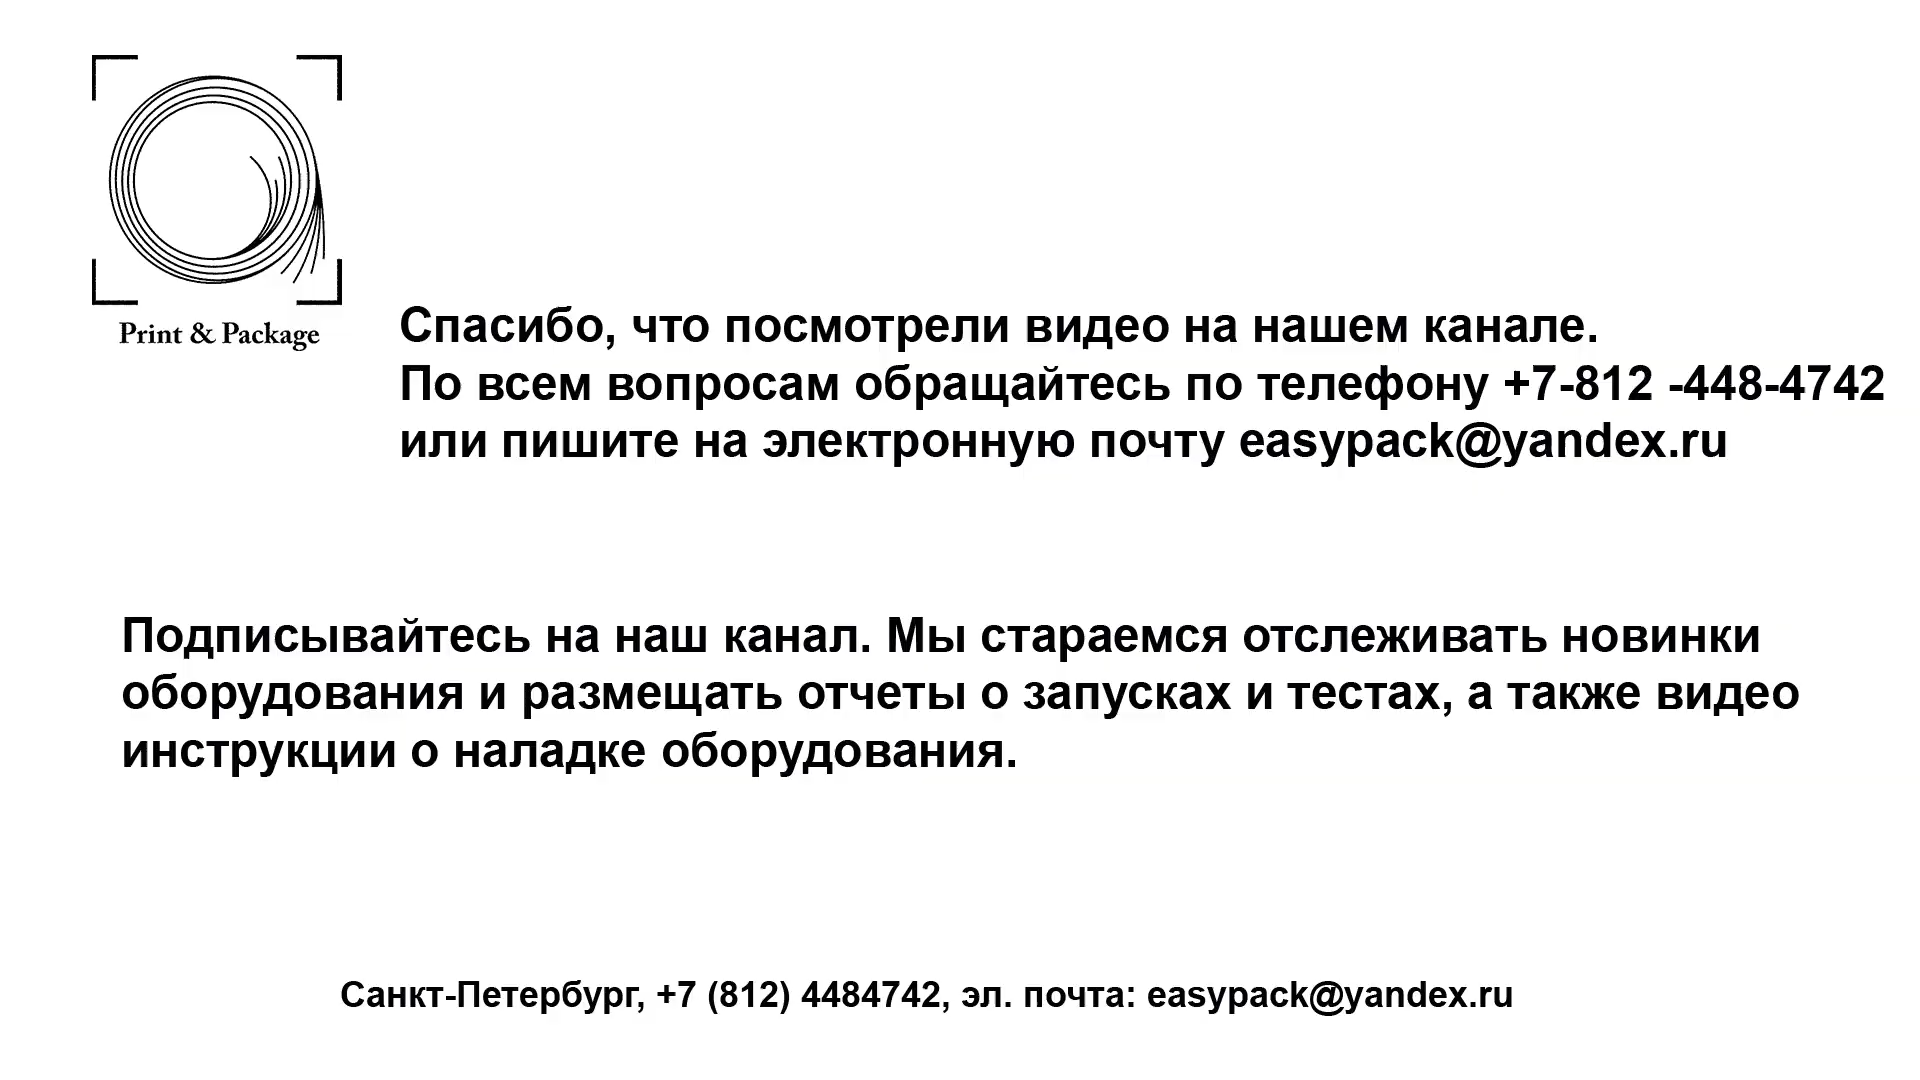 Print & Package
Спасибо, что посмотрели видео на нашем канале.
По всем вопросам обращайтесь по телефону +7-812 -448-4742
или пишите на электронную почту easypack@yandex.ru
Подписывайтесь на наш канал. Мы стараемся отслеживать новинки
оборудования и размещать отчеты о запусках и тестах, а также видео
инструкции о наладке оборудования.
Санкт-Петербург, +7 (812) 4484742, эл. почта: easypack@yandex.ru